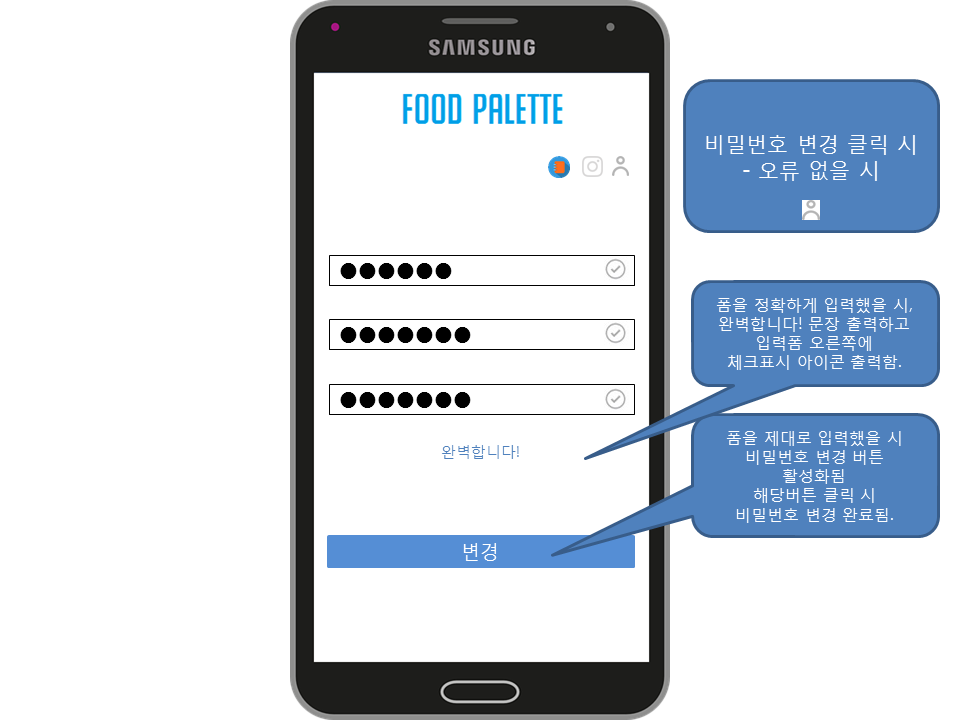 SAMSUNG
FOOD PALETTE
비밀번호 변경 클릭 시
- 오류 없을 시
폼을 정확하게 입력했을 시,
완벽합니다! 문장 출력하고
입력폼 오른쪽에
체크표시 아이콘 출력함.
완벽합니다!
폼을 제대로 입력했을 시
비밀번호 변경 버튼
활성화됨
해당버튼 클릭 시
비밀번호 변경 완료됨.
변경